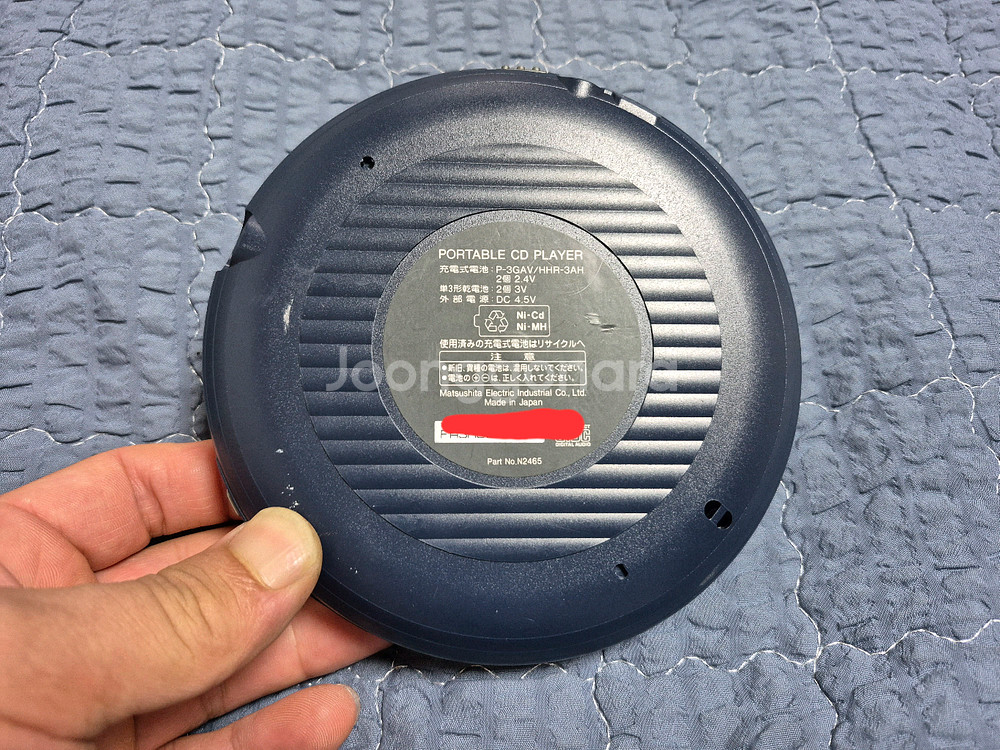 PORTABLE CD PLAYER
充電式電池：P-3GAV/HHR-3AH
2個 2.4V
単3形乾電池：2個 3V
外部電源：DC 4.5V
Ni-Cd
Ni-MH
使用済みの充電式電池はリサイクルへ
注意
●新旧、異種の電池は、混用しないでください。
●電池の⊕⊖は、正しく入れてください。
Matsushita Electric Industrial Co., Ltd.
Made in Japan
DIGITAL AUDIO
Part No.N2465